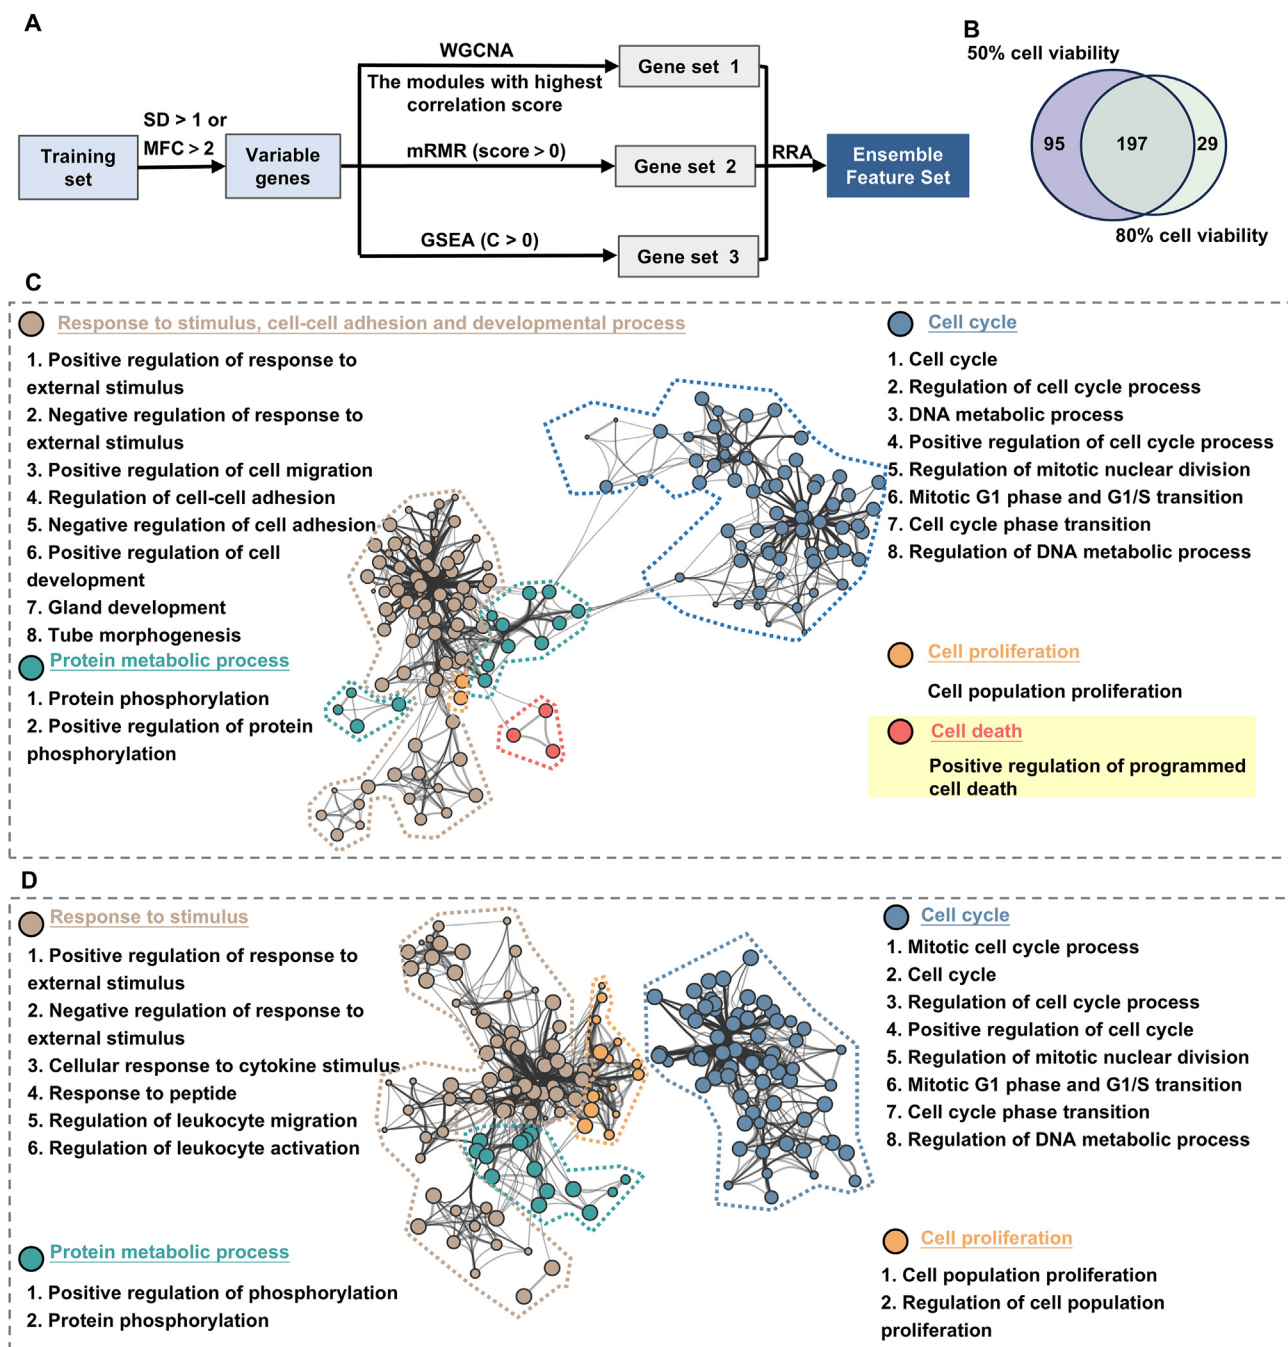 A
SD > 1 or
MFC > 2
Training
set
Variable
genes
WGCNA
The modules with highest
correlation score
mRMR (score > 0)
GSEA (C > 0)
Gene set 1
Gene set 2
Gene set 3
RRA
Ensemble
Feature Set
B
50% cell viability
95
197
29
80% cell viability
C
Response to stimulus, cell-cell adhesion and developmental process
1. Positive regulation of response to
external stimulus
2. Negative regulation of response to
external stimulus
3. Positive regulation of cell migration
4. Regulation of cell-cell adhesion
5. Negative regulation of cell adhesion
6. Positive regulation of cell
development
7. Gland development
8. Tube morphogenesis
Protein metabolic process
1. Protein phosphorylation
2. Positive regulation of protein
phosphorylation
Cell cycle
1. Cell cycle
2. Regulation of cell cycle process
3. DNA metabolic process
4. Positive regulation of cell cycle process
5. Regulation of mitotic nuclear division
6. Mitotic G1 phase and G1/S transition
7. Cell cycle phase transition
8. Regulation of DNA metabolic process
Cell proliferation
Cell population proliferation
Cell death
Positive regulation of programmed
cell death
D
Response to stimulus
1. Positive regulation of response to
external stimulus
2. Negative regulation of response to
external stimulus
3. Cellular response to cytokine stimulus
4. Response to peptide
5. Regulation of leukocyte migration
6. Regulation of leukocyte activation
Protein metabolic process
1. Positive regulation of phosphorylation
2. Protein phosphorylation
Cell cycle
1. Mitotic cell cycle process
2. Cell cycle
3. Regulation of cell cycle process
4. Positive regulation of cell cycle
5. Regulation of mitotic nuclear division
6. Mitotic G1 phase and G1/S transition
7. Cell cycle phase transition
8. Regulation of DNA metabolic process
Cell proliferation
1. Cell population proliferation
2. Regulation of cell population
proliferation